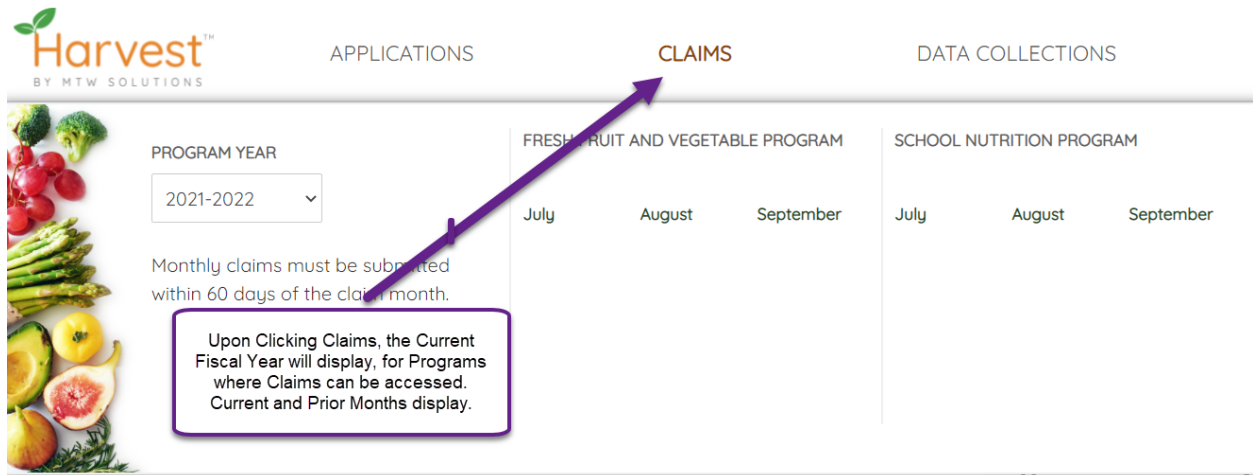 Harvest™
BY MTW SOLUTIONS
APPLICATIONS
CLAIMS
DATA COLLECTIONS
PROGRAM YEAR
2021-2022
Monthly claims must be submitted
within 60 days of the claim month.
Upon Clicking Claims, the Current
Fiscal Year will display, for Programs
where Claims can be accessed.
Current and Prior Months display.
FRESH FRUIT AND VEGETABLE PROGRAM
July August September
SCHOOL NUTRITION PROGRAM
July August September